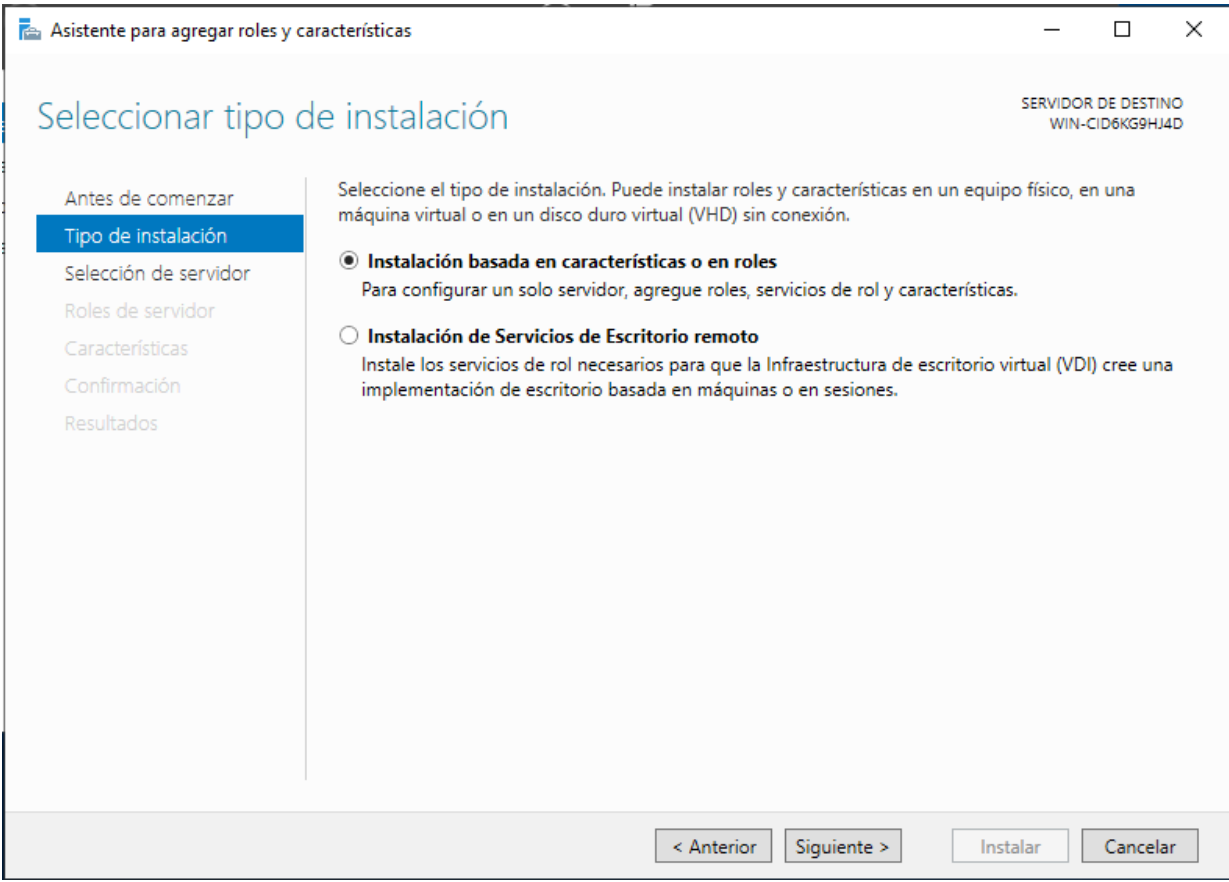 Asistente para agregar roles y características
Seleccionar tipo de instalación
SERVIDOR DE DESTINO
WIN-CID6KG9HJ4D
Antes de comenzar
Tipo de instalación
Selección de servidor
Roles de servidor
Características
Confirmación
Resultados
Seleccione el tipo de instalación. Puede instalar roles y características en un equipo físico, en una
máquina virtual o en un disco duro virtual (VHD) sin conexión.
Instalación basada en características o en roles
Para configurar un solo servidor, agregue roles, servicios de rol y características.
Instalación de Servicios de Escritorio remoto
Instale los servicios de rol necesarios para que la Infraestructura de escritorio virtual (VDI) cree una
implementación de escritorio basada en máquinas o en sesiones.
< Anterior
Siguiente >
Instalar
Cancelar